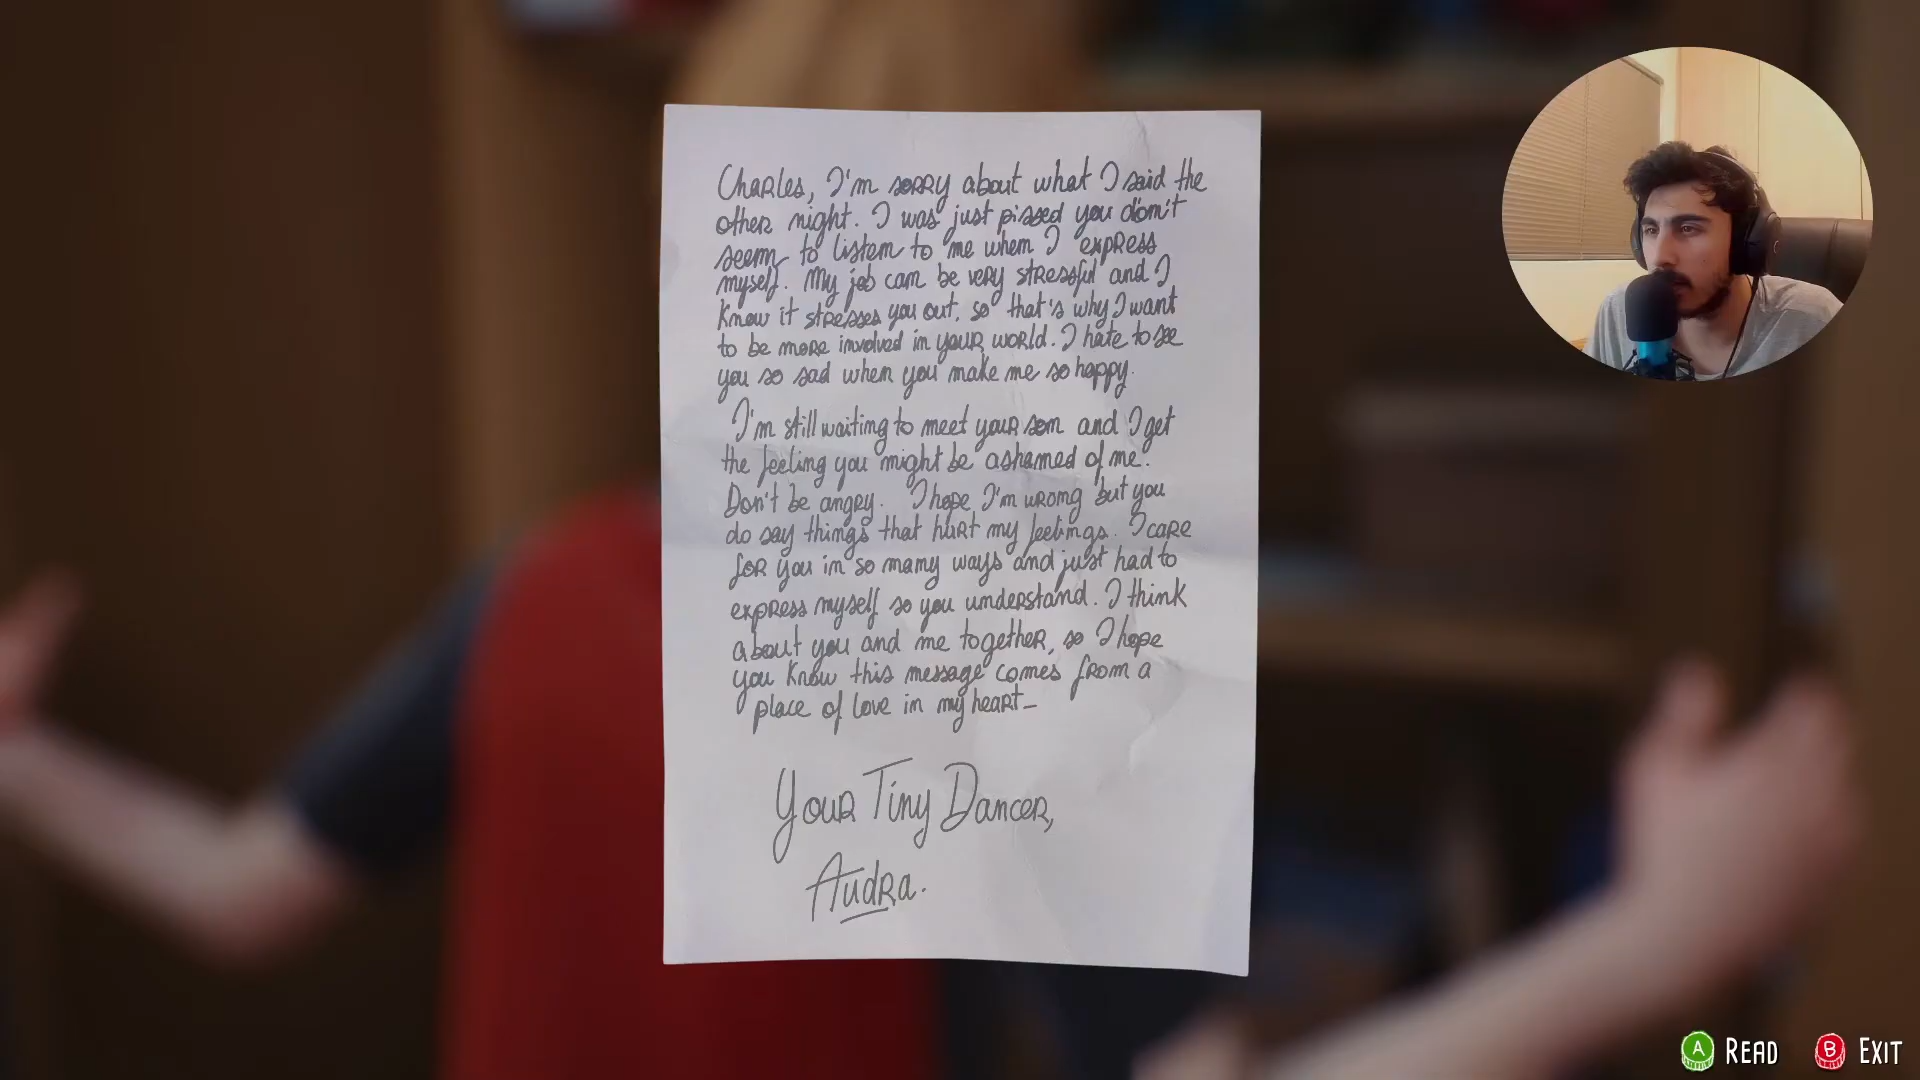 Charles, I'm sorry about what I said the
other night. I was just pissed you don't
seem to listen to me when I express
myself. My job can be very stressful and I
know it stresses you out, so that's why I want
to be more involved in your world. I hate to see
you so sad when you make me so happy.
I'm still waiting to meet your son and I get
the feeling you might be ashamed of me.
Don't be angry. I hope I'm wrong but you
do say things that hurt my feelings. I care
for you in so many ways and just had to
express myself so you understand. I think
about you and me together, so I hope
you know this message comes from a
place of love in my heart_
Your Tiny Dancer,
Audra.
A READ B EXIT